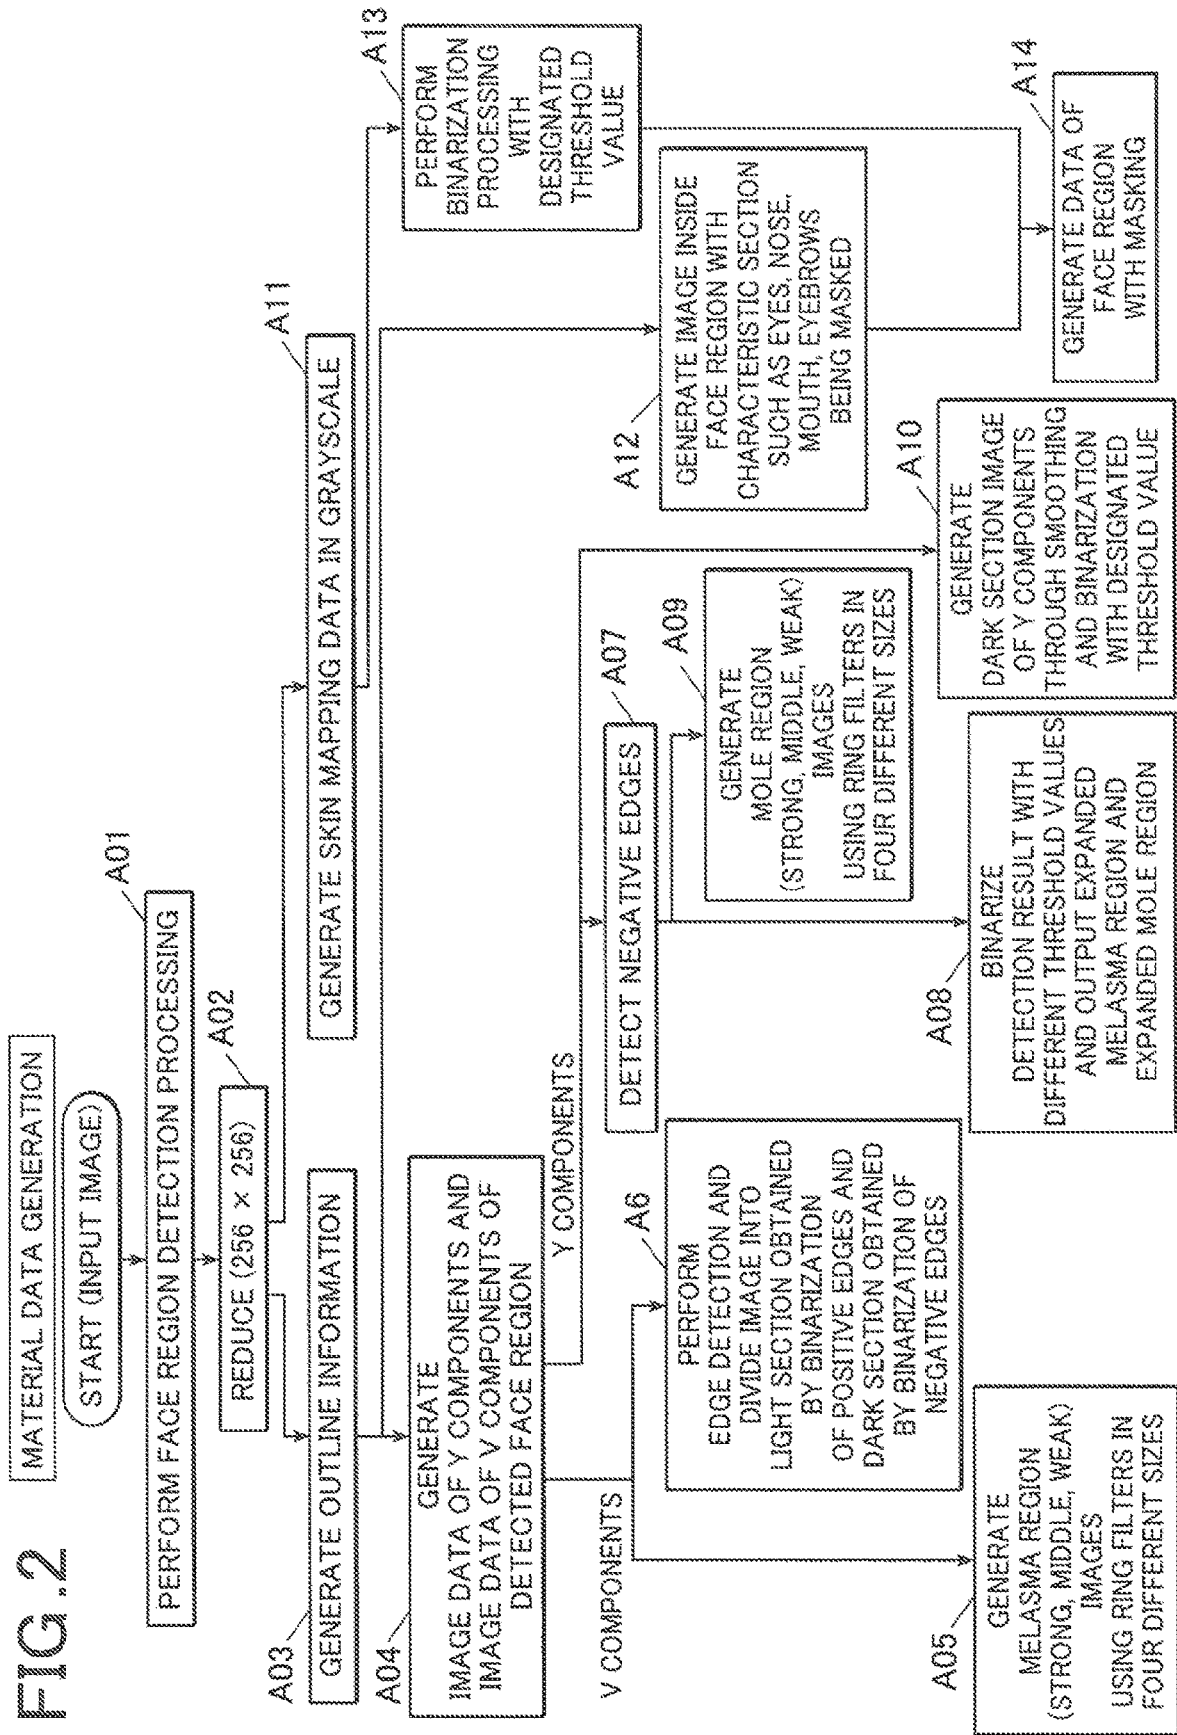 FIG.2
MATERIAL DATA GENERATION
START (INPUT IMAGE)
A01
PERFORM FACE REGION DETECTION PROCESSING
A02
REDUCE (256 × 256)
A03
GENERATE OUTLINE INFORMATION
A11
GENERATE SKIN MAPPING DATA IN GRAYSCALE
A04
GENERATE
IMAGE DATA OF Y COMPONENTS AND
IMAGE DATA OF V COMPONENTS OF
DETECTED FACE REGION
A13
PERFORM
BINARIZATION
PROCESSING
WITH
DESIGNATED
THRESHOLD
VALUE
V COMPONENTS
Y COMPONENTS
A6
PERFORM
EDGE DETECTION AND
DIVIDE IMAGE INTO
LIGHT SECTION OBTAINED
BY BINARIZATION
OF POSITIVE EDGES AND
DARK SECTION OBTAINED
BY BINARIZATION OF
NEGATIVE EDGES
A07
DETECT NEGATIVE EDGES
A09
GENERATE
MOLE REGION
(STRONG, MIDDLE, WEAK)
IMAGES
USING RING FILTERS IN
FOUR DIFFERENT SIZES
A12
GENERATE IMAGE INSIDE
FACE REGION WITH
CHARACTERISTIC SECTION
SUCH AS EYES, NOSE,
MOUTH, EYEBROWS
BEING MASKED
A05
GENERATE
MELASMA REGION
(STRONG, MIDDLE, WEAK)
IMAGES
USING RING FILTERS IN
FOUR DIFFERENT SIZES
A08
BINARIZE
DETECTION RESULT WITH
DIFFERENT THRESHOLD VALUES
AND OUTPUT EXPANDED
MELASMA REGION AND
EXPANDED MOLE REGION
A10
GENERATE
DARK SECTION IMAGE
OF Y COMPONENTS
THROUGH SMOOTHING
AND BINARIZATION
WITH DESIGNATED
THRESHOLD VALUE
A14
GENERATE DATA OF
FACE REGION
WITH MASKING